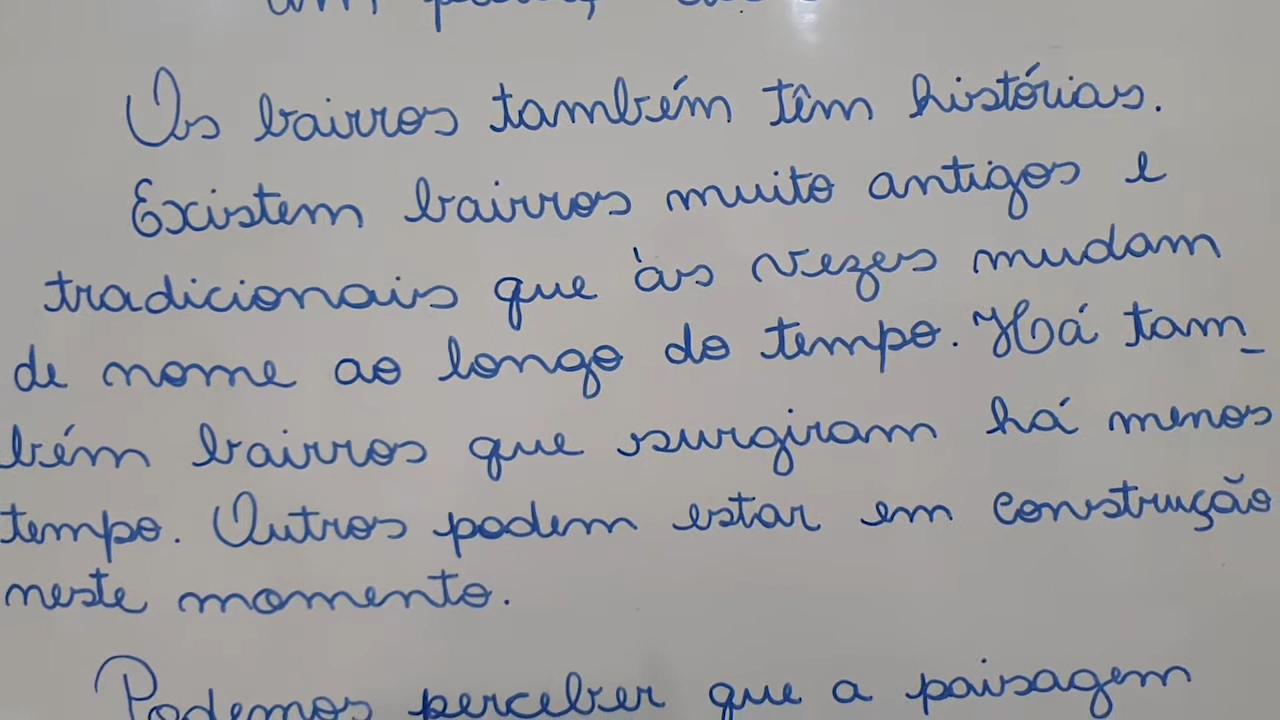 Os bairros também têm histórias.
Existem bairros muito antigos e
tradicionais que às vezes mudam
de nome ao longo do tempo. Há tam_
bém bairros que surgiram há menos
tempo. Outros podem estar em construção
neste momento.
Podemos perceber que a paisagem